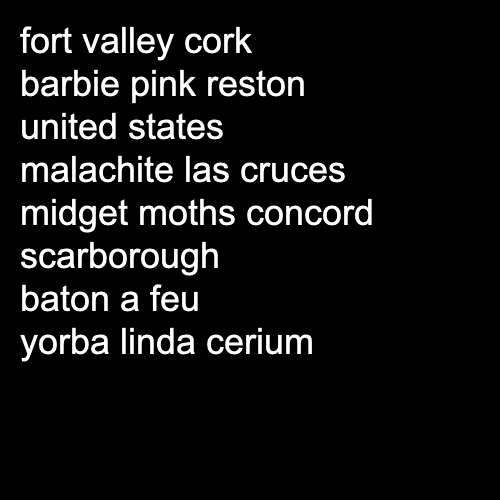 fort valley cork
barbie pink reston
united states
malachite las cruces
midget moths concord
scarborough
baton a feu
yorba linda cerium